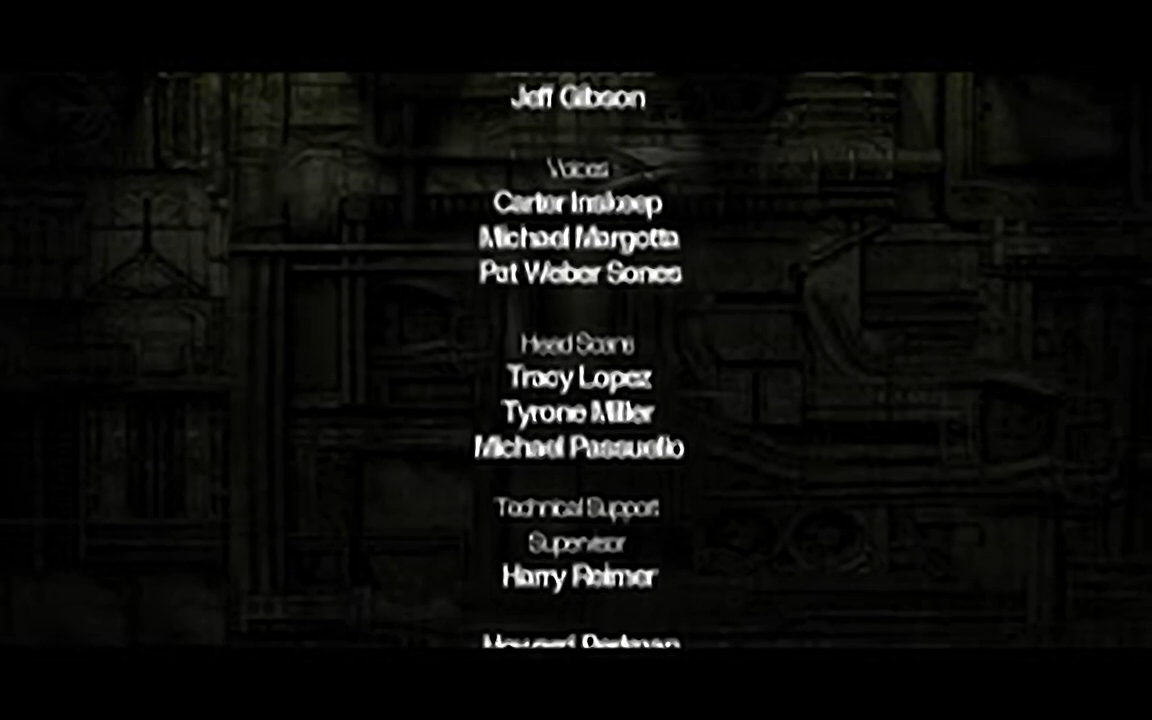 Jeff Gibson
Voices
Carter Inskeep
Michael Margotta
Pat Weber Sones
Head Scans
Tracy Lopez
Tyrone Miller
Michael Passuello
Technical Support
Supervisor
Harry Reimer
Howard